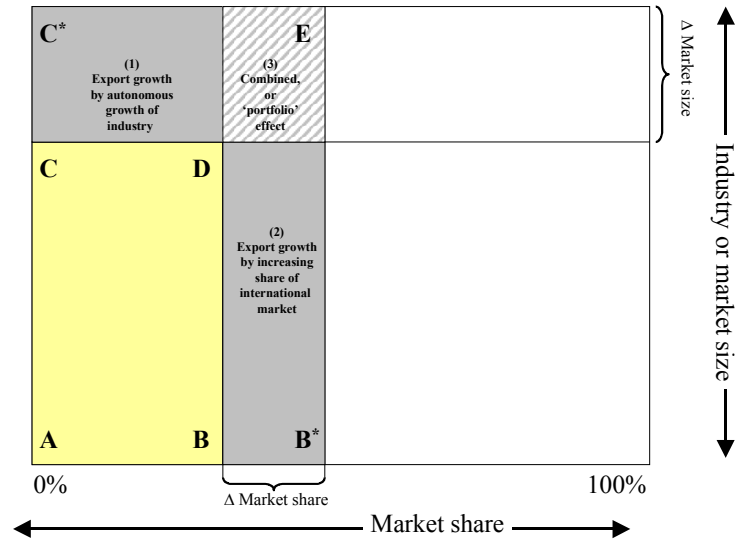 C*
E
(1)
Export growth
by autonomous
growth of
industry
(3)
Combined,
or
‘portfolio’
effect
Δ Market size
C
D
(2)
Export growth
by increasing
share of
international
market
Industry or market size
A
B
B*
0%
100%
Δ Market share
Market share